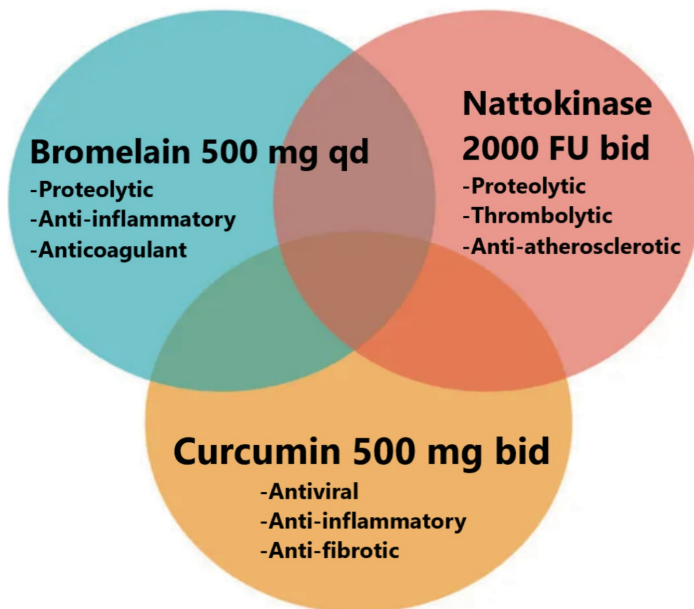 Bromelain 500 mg qd
-Proteolytic
-Anti-inflammatory
-Anticoagulant
Nattokinase
2000 FU bid
-Proteolytic
-Thrombolytic
-Anti-atherosclerotic
Curcumin 500 mg bid
-Antiviral
-Anti-inflammatory
-Anti-fibrotic